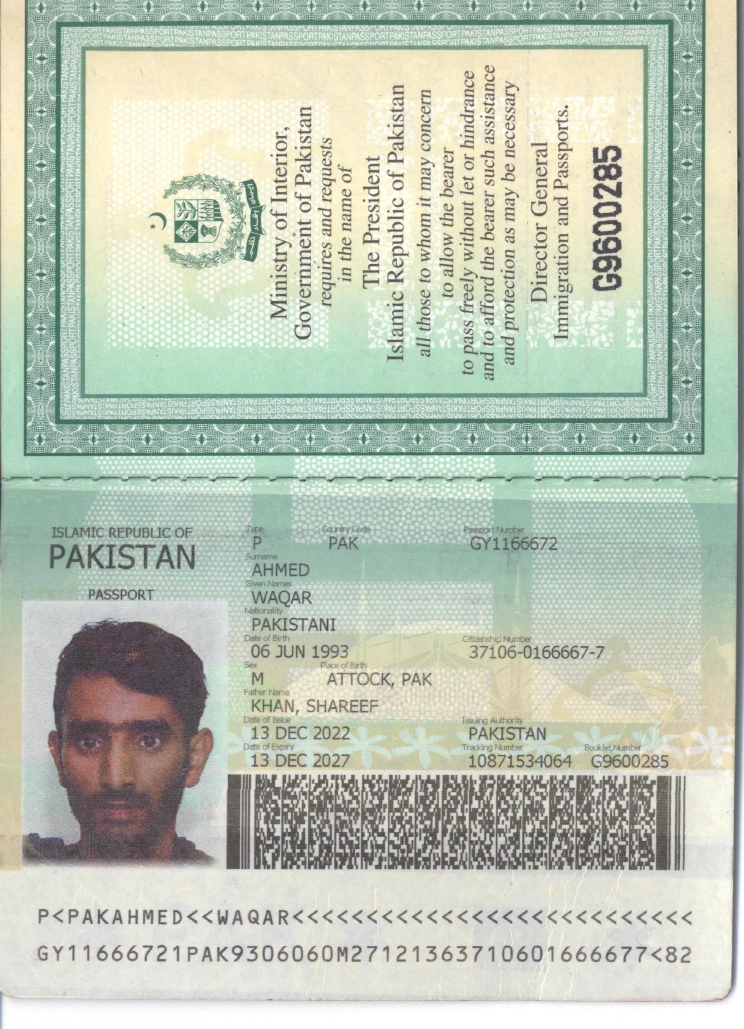 Ministry of Interior,
Government of Pakistan
requires and requests
in the name of
The President
Islamic Republic of Pakistan
all those to whom it may concern
to allow the bearer
to pass freely without let or hindrance
and to afford the bearer such assistance
and protection as may be necessary
Director General
Immigration and Passports.
G9600285
ISLAMIC REPUBLIC OF
PAKISTAN
PASSPORT
Type Country Code Passport Number
P PAK GY1166672
Surname
AHMED
Given Names
WAQAR
Nationality
PAKISTANI
Date of Birth Citizenship Number
06 JUN 1993 37106-0166667-7
Sex Place of Birth
M ATTOCK, PAK
Father Name
KHAN, SHAREEF
Date of Issue Issuing Authority
13 DEC 2022 PAKISTAN
Date of Expiry Tracking Number Booklet Number
13 DEC 2027 10871534064 G9600285
P<PAKAHMED<<WAQAR<<<<<<<<<<<<<<<<<<<<<<<<<<<
GY11666721PAK9306060M27121363710601666677<82